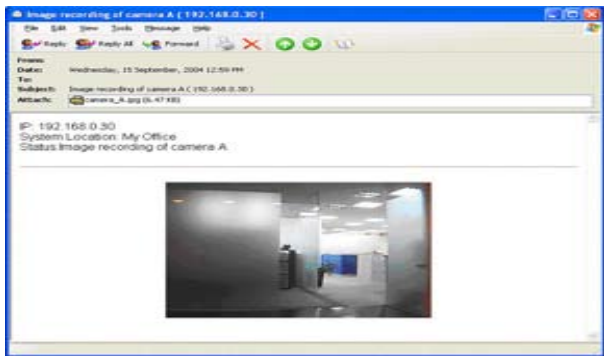 Image recording of camera A ( 192.168.0.30 )
File Edit View Tools Message Help
Reply Reply All Forward
From:
Date: Wednesday, 15 September, 2004 12:59 PM
To:
Subject: Image recording of camera A ( 192.168.0.30 )
Attach: camera_A.jpg (6.47 KB)
IP: 192.168.0.30
System Location: My Office
Status:Image recording of camera A